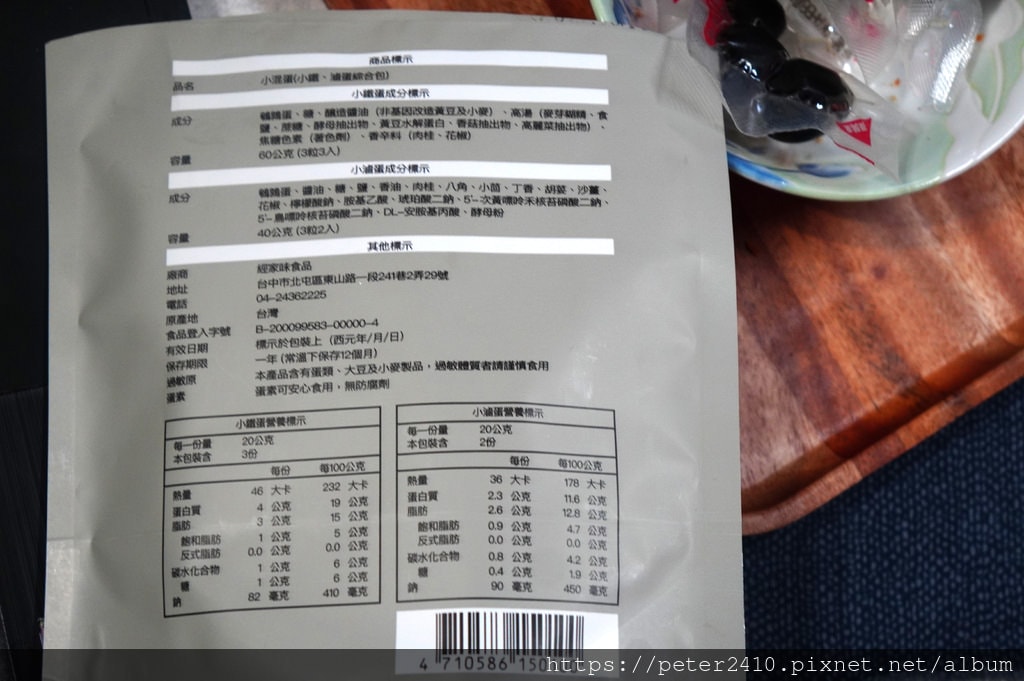 商品標示
品名 小混蛋(小鐵、滷蛋綜合包)
小鐵蛋成分標示
成分 鵪鶉蛋、糖、釀造醬油（非基因改造黃豆及小麥）、高湯（麥芽糊精、食
鹽、蔗糖、酵母抽出物、黃豆水解蛋白、香菇抽出物、高麗菜抽出物）、
焦糖色素（著色劑）、香辛料（肉桂、花椒）
容量 60公克 (3粒3入)
小滷蛋成分標示
成分 鵪鶉蛋、醬油、糖、鹽、香油、肉桂、八角、小茴、丁香、胡荽、沙薑、
花椒、檸檬酸鈉、胺基乙酸、琥珀酸二鈉、5'-次黃嘌呤核苷磷酸二鈉、
5'-鳥嘌呤核苷磷酸二鈉、DL-安胺基丙酸、酵母粉
容量 40公克 (3粒2入)
其他標示
廠商 經家味食品
地址 台中市北屯區東山路一段241巷2弄29號
電話 04-24362225
原產地 台灣
食品登入字號 B-200099583-00000-4
有效日期 標示於包裝上（西元年/月/日）
保存期限 一年 (常溫下保存12個月)
過敏原 本產品含有蛋類、大豆及小麥製品，過敏體質者請謹慎食用
蛋素 蛋素可安心食用，無防腐劑
小鐵蛋營養標示
每一份量 20公克
本包裝含 3份
每份 每100公克
熱量 46 大卡 232 大卡
蛋白質 4 公克 19 公克
脂肪 3 公克 15 公克
飽和脂肪 1 公克 5 公克
反式脂肪 0.0 公克 0.0 公克
碳水化合物 1 公克 6 公克
糖 1 公克 6 公克
鈉 82 毫克 410 毫克
小滷蛋營養標示
每一份量 20公克
本包裝含 2份
每份 每100公克
熱量 36 大卡 178 大卡
蛋白質 2.3 公克 11.6 公克
脂肪 2.6 公克 12.8 公克
飽和脂肪 0.9 公克 4.7 公克
反式脂肪 0.0 公克 0.0 公克
碳水化合物 0.8 公克 4.2 公克
糖 0.4 公克 1.9 公克
鈉 90 毫克 450 毫克
4 710586 150
https://peter2410.pixnet.net/album